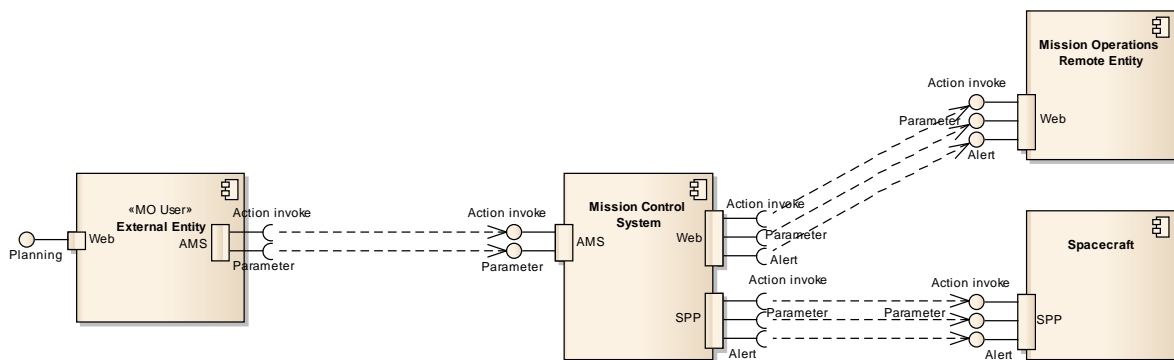 Planning
Web
«MO User»
External Entity
AMS
Action invoke
Parameter
Action invoke
Parameter
AMS
Mission Control
System
Web
Action invoke
Parameter
Alert
SPP
Action invoke
Parameter
Alert
Mission Operations
Remote Entity
Action invoke
Parameter
Alert
Web
Spacecraft
Action invoke
Parameter
Alert
SPP